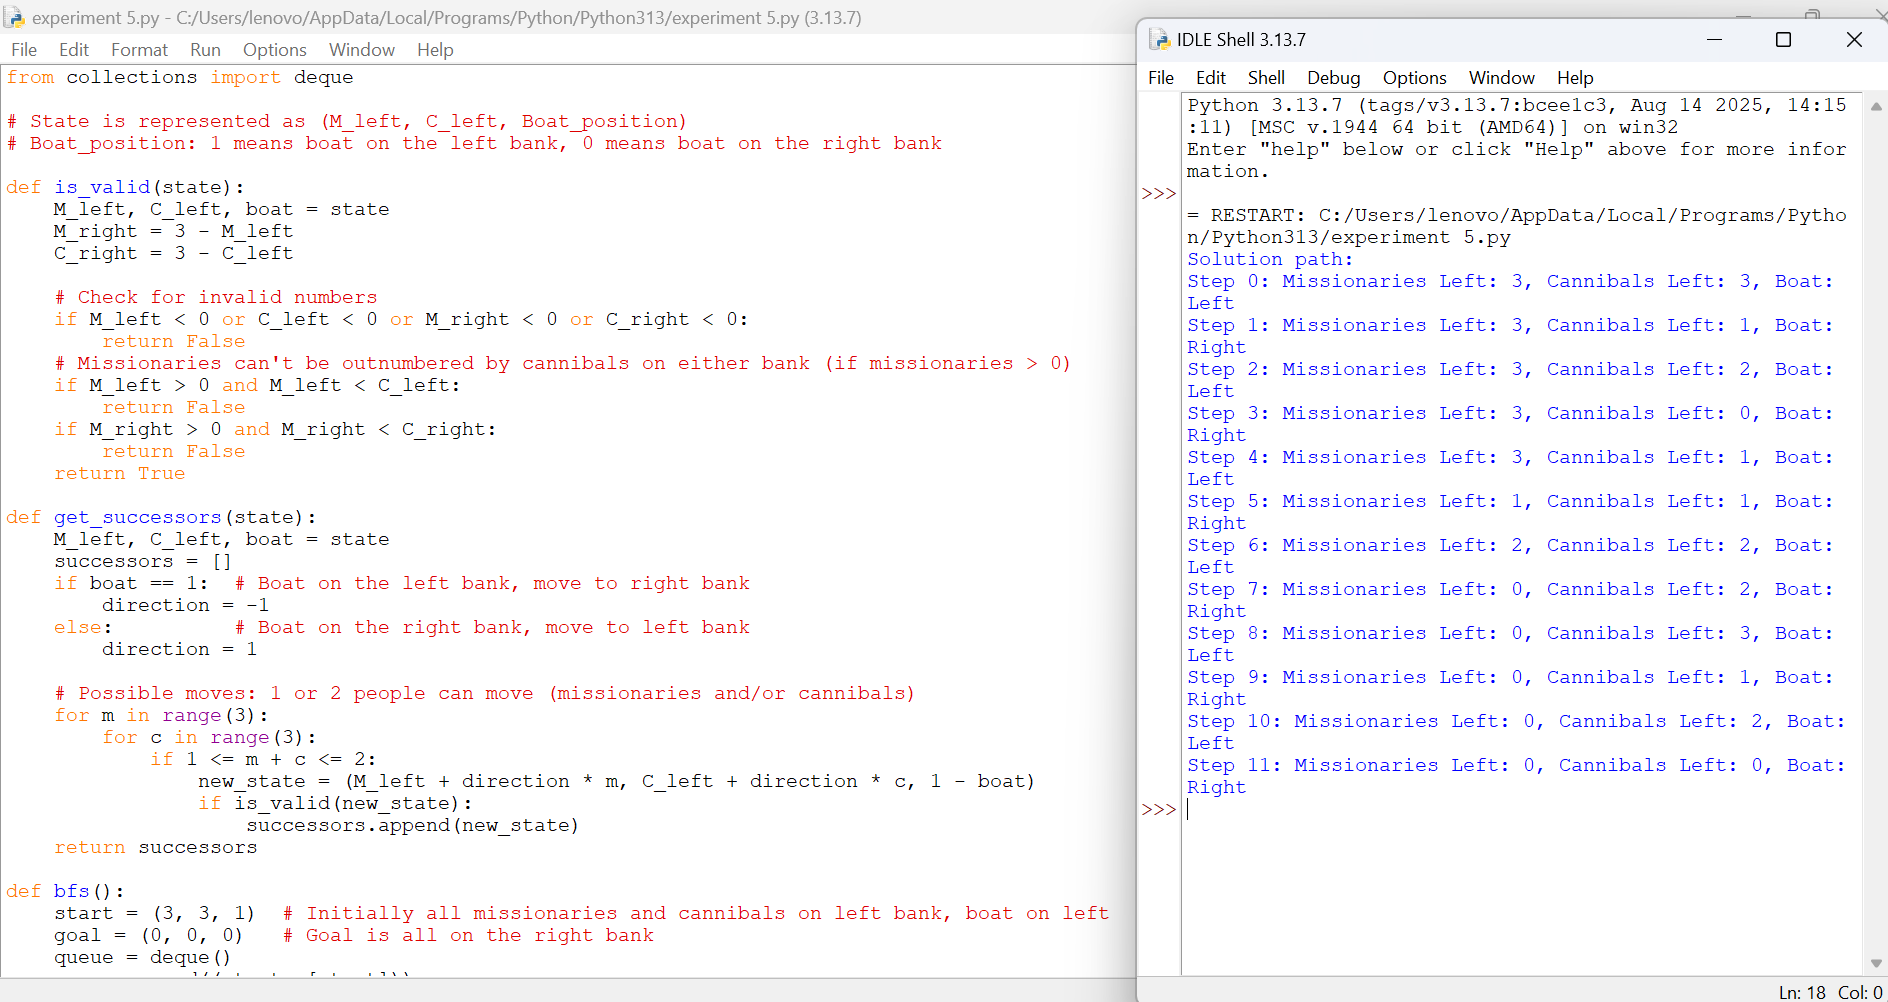 experiment 5.py - C:/Users/lenovo/AppData/Local/Programs/Python/Python313/experiment 5.py (3.13.7)
File Edit Format Run Options Window Help
from collections import deque

# State is represented as (M_left, C_left, Boat_position)
# Boat_position: 1 means boat on the left bank, 0 means boat on the right bank

def is_valid(state):
    M_left, C_left, boat = state
    M_right = 3 - M_left
    C_right = 3 - C_left

    # Check for invalid numbers
    if M_left < 0 or C_left < 0 or M_right < 0 or C_right < 0:
        return False
    # Missionaries can't be outnumbered by cannibals on either bank (if missionaries > 0)
    if M_left > 0 and M_left < C_left:
        return False
    if M_right > 0 and M_right < C_right:
        return False
    return True

def get_successors(state):
    M_left, C_left, boat = state
    successors = []
    if boat == 1:  # Boat on the left bank, move to right bank
        direction = -1
    else:          # Boat on the right bank, move to left bank
        direction = 1

    # Possible moves: 1 or 2 people can move (missionaries and/or cannibals)
    for m in range(3):
        for c in range(3):
            if 1 <= m + c <= 2:
                new_state = (M_left + direction * m, C_left + direction * c, 1 - boat)
                if is_valid(new_state):
                    successors.append(new_state)
    return successors

def bfs():
    start = (3, 3, 1)  # Initially all missionaries and cannibals on left bank, boat on left
    goal = (0, 0, 0)   # Goal is all on the right bank
    queue = deque()
IDLE Shell 3.13.7
File Edit Shell Debug Options Window Help
Python 3.13.7 (tags/v3.13.7:bcee1c3, Aug 14 2025, 14:15
:11) [MSC v.1944 64 bit (AMD64)] on win32
Enter "help" below or click "Help" above for more infor
mation.
>>>
= RESTART: C:/Users/lenovo/AppData/Local/Programs/Pytho
n/Python313/experiment 5.py
Solution path:
Step 0: Missionaries Left: 3, Cannibals Left: 3, Boat:
Left
Step 1: Missionaries Left: 3, Cannibals Left: 1, Boat:
Right
Step 2: Missionaries Left: 3, Cannibals Left: 2, Boat:
Left
Step 3: Missionaries Left: 3, Cannibals Left: 0, Boat:
Right
Step 4: Missionaries Left: 3, Cannibals Left: 1, Boat:
Left
Step 5: Missionaries Left: 1, Cannibals Left: 1, Boat:
Right
Step 6: Missionaries Left: 2, Cannibals Left: 2, Boat:
Left
Step 7: Missionaries Left: 0, Cannibals Left: 2, Boat:
Right
Step 8: Missionaries Left: 0, Cannibals Left: 3, Boat:
Left
Step 9: Missionaries Left: 0, Cannibals Left: 1, Boat:
Right
Step 10: Missionaries Left: 0, Cannibals Left: 2, Boat:
Left
Step 11: Missionaries Left: 0, Cannibals Left: 0, Boat:
Right
>>>
Ln: 18 Col: 0